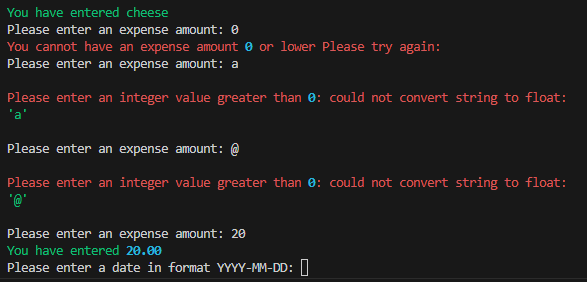 You have entered cheese
Please enter an expense amount: 0
You cannot have an expense amount 0 or lower Please try again:
Please enter an expense amount: a
Please enter an integer value greater than 0: could not convert string to float:
'a'
Please enter an expense amount: @
Please enter an integer value greater than 0: could not convert string to float:
'@'
Please enter an expense amount: 20
You have entered 20.00
Please enter a date in format YYYY-MM-DD: